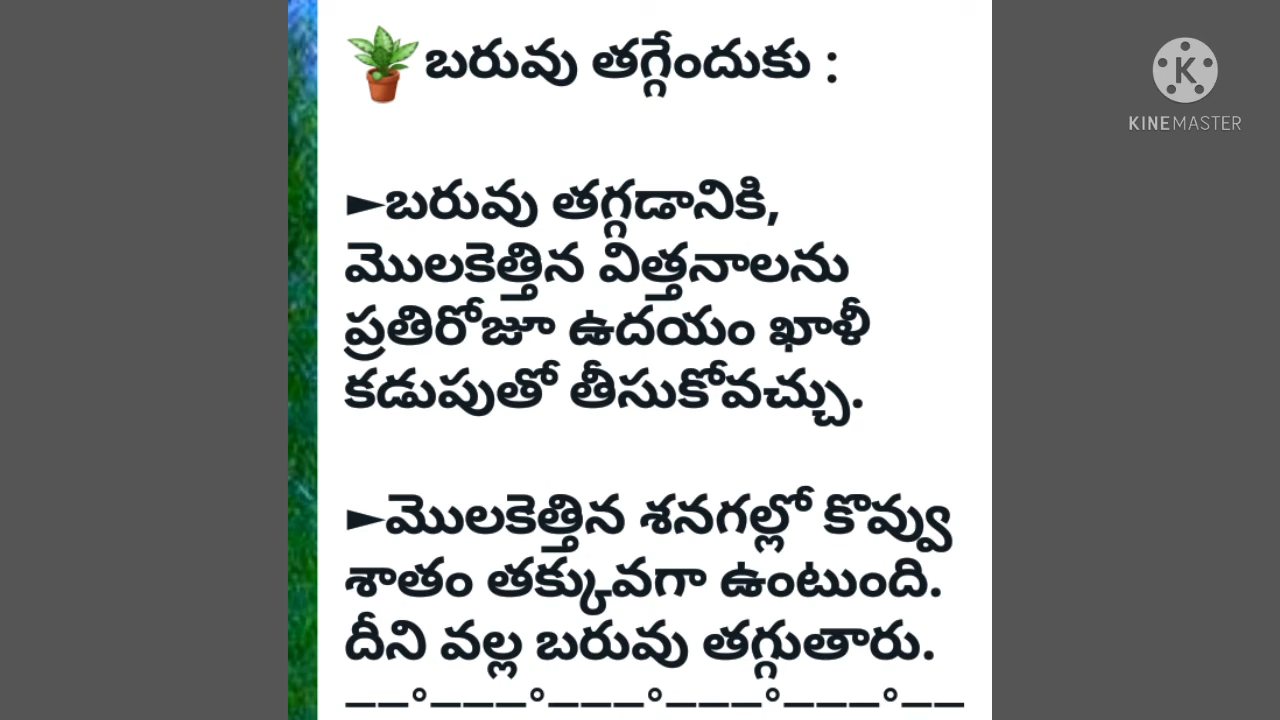 🪴బరువు తగ్గేందుకు :
►బరువు తగ్గడానికి,
మొలకెత్తిన విత్తనాలను
ప్రతిరోజూ ఉదయం ఖాళీ
కడుపుతో తీసుకోవచ్చు.
►మొలకెత్తిన శనగల్లో కొవ్వు
శాతం తక్కువగా ఉంటుంది.
దీని వల్ల బరువు తగ్గుతారు.
——°———°———°———°———°——
K
KINEMASTER